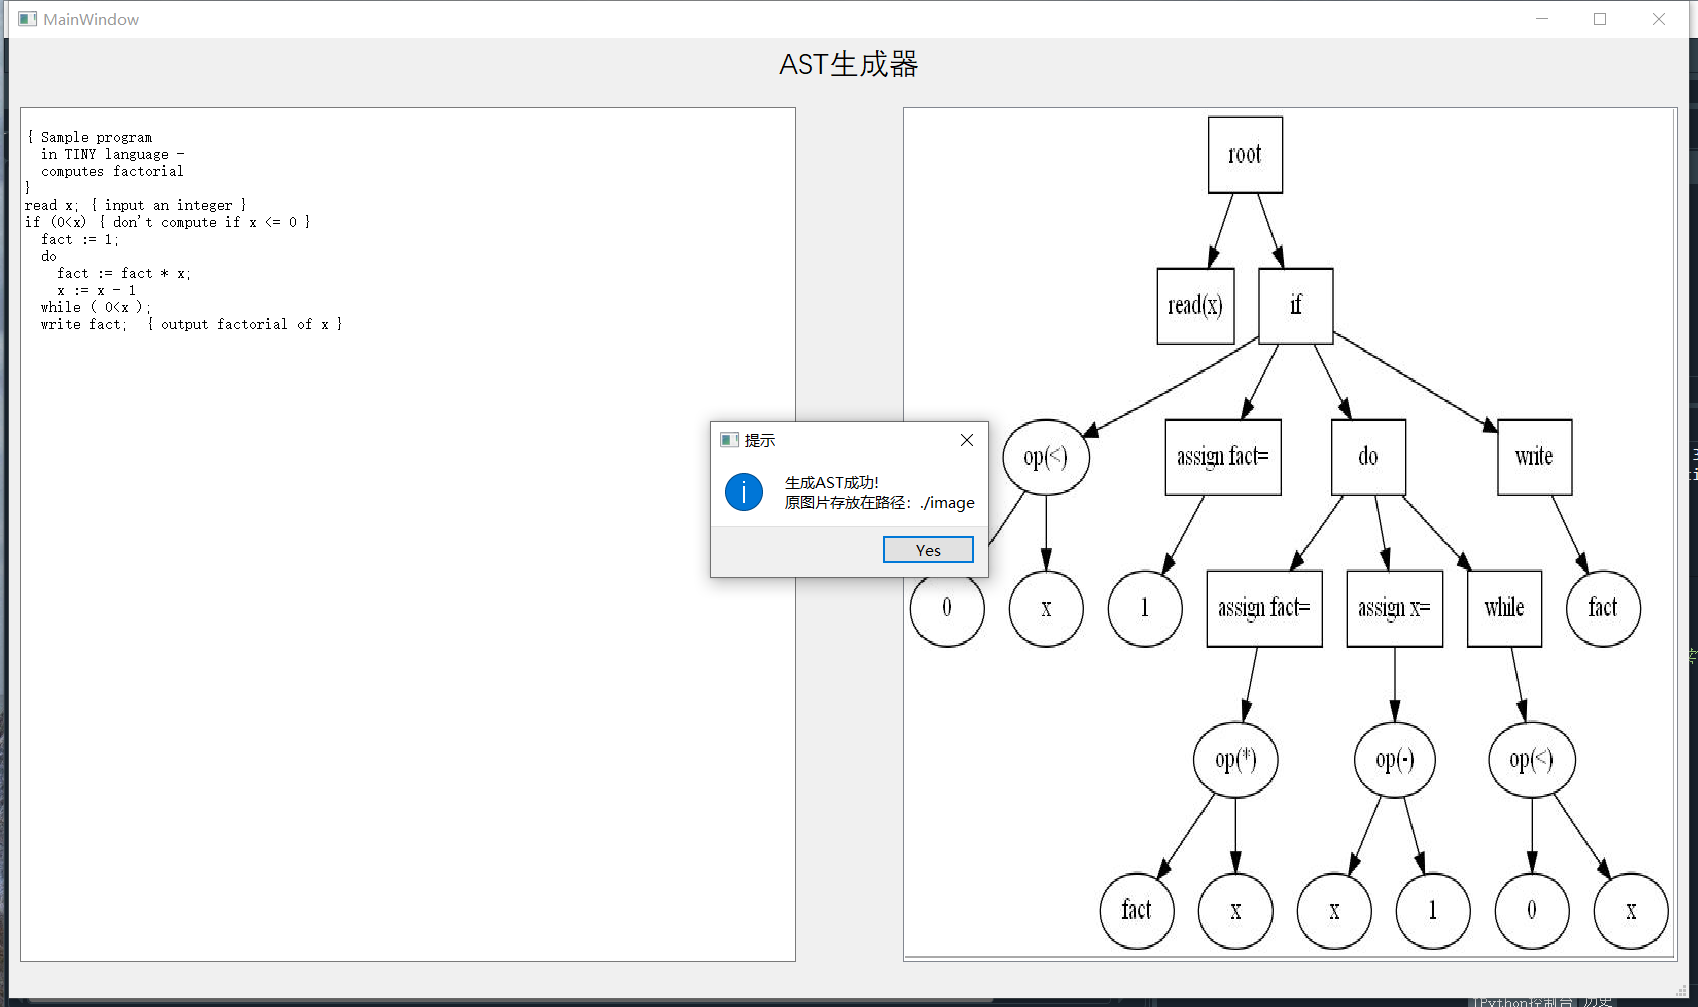 MainWindow
AST生成器
{ Sample program
in TINY language -
computes factorial
}
read x; { input an integer }
if (0<x) { don't compute if x <= 0 }
fact := 1;
do
fact := fact * x;
x := x - 1
while ( 0<x );
write fact;  { output factorial of x }
提示
生成AST成功!
原图片存放在路径：./image
Yes
root
read(x)
if
op(<)
assign fact=
do
write
0
x
1
assign fact=
assign x=
while
fact
op(*)
op(-)
op(<)
fact
x
x
1
0
x